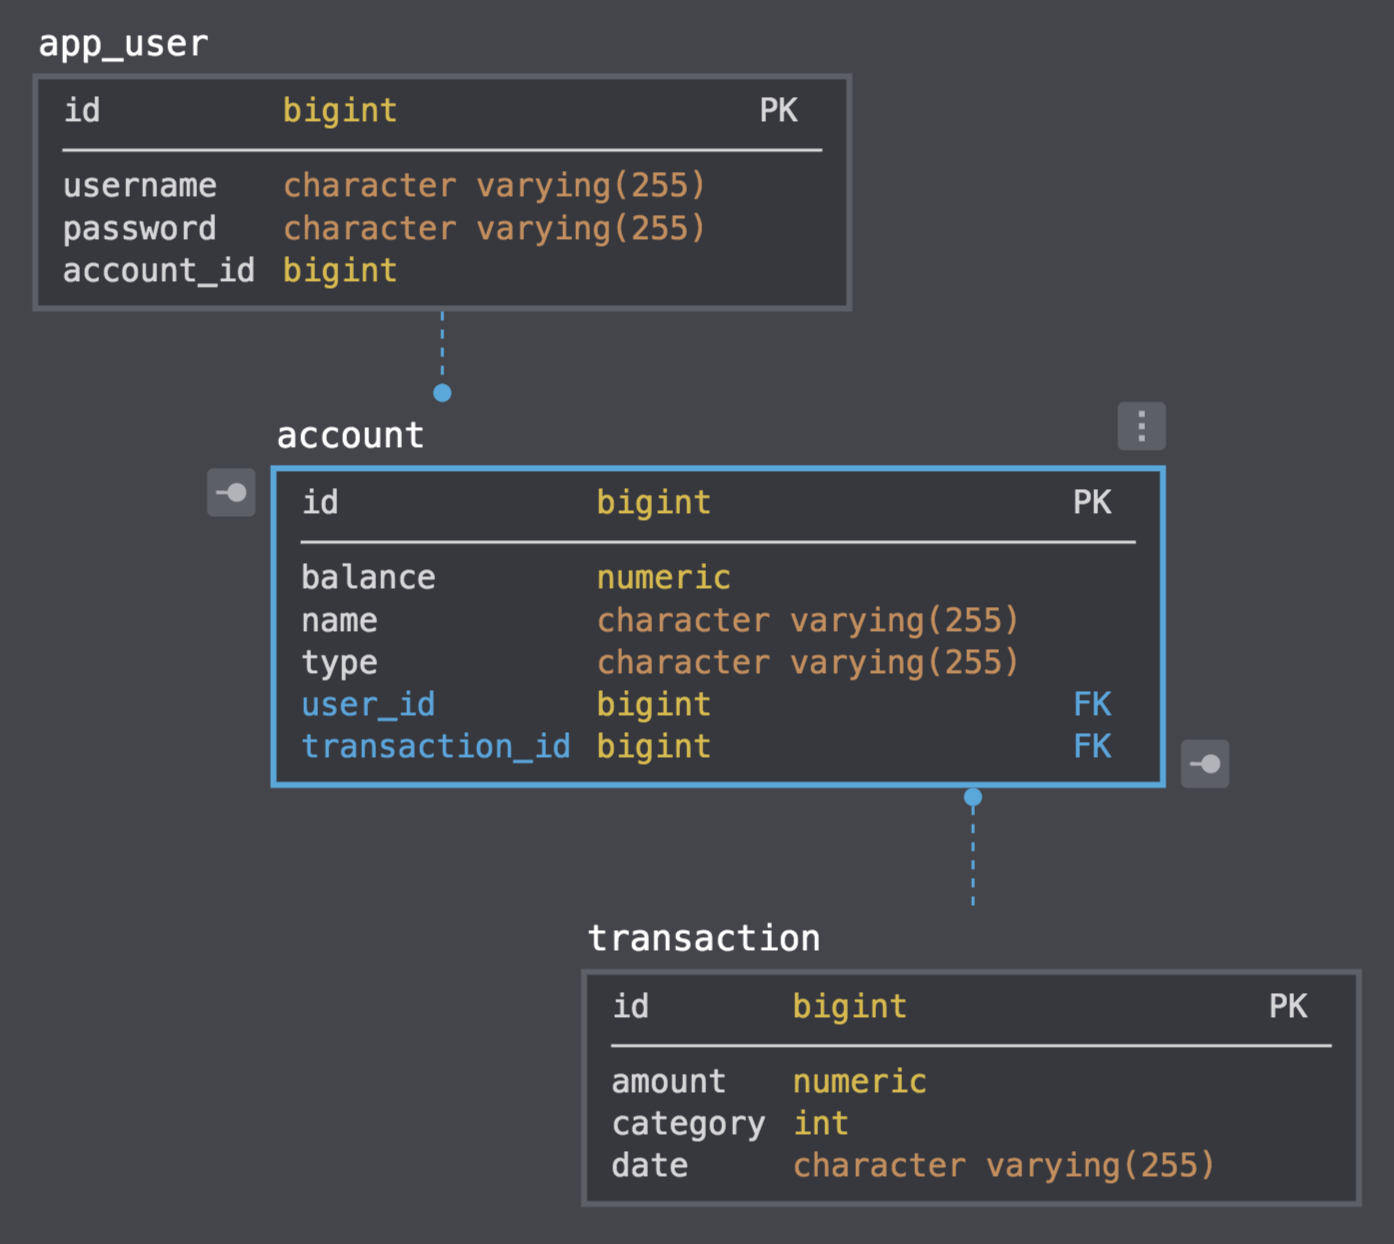 app_user
id bigint PK
username character varying(255)
password character varying(255)
account_id bigint
account
id bigint PK
balance numeric
name character varying(255)
type character varying(255)
user_id bigint FK
transaction_id bigint FK
transaction
id bigint PK
amount numeric
category int
date character varying(255)